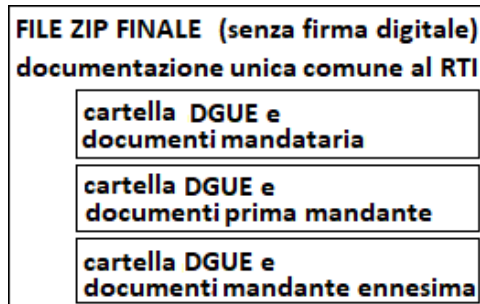 FILE ZIP FINALE (senza firma digitale)
documentazione unica comune al RTI
cartella DGUE e
documenti mandataria
cartella DGUE e
documenti prima mandante
cartella DGUE e
documenti mandante ennesima